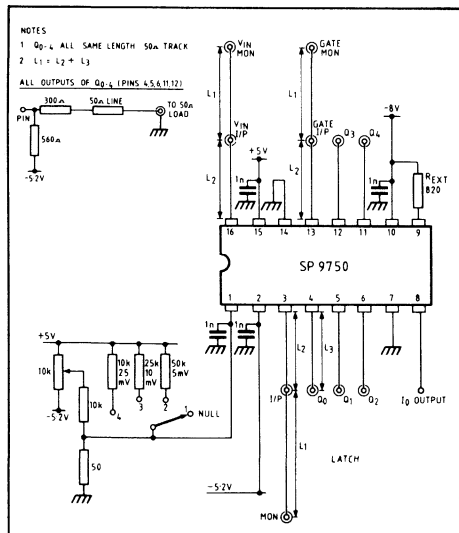 NOTES
1 Q0-4 ALL SAME LENGTH 50Ω TRACK
2 L1 = L2 + L3
ALL OUTPUTS OF Q0-4 (PINS 4,5,6,11,12)
300Ω
50Ω LINE
TO 50Ω
LOAD
PIN
560Ω
-5·2V
VIN
MON
GATE
MON
L1
L1
-8V
VIN
I/P
+5V
GATE
I/P
Q3
Q4
L2
1n
L2
1n
REXT
820
16
15
14
13
12
11
10
9
SP 9750
1
2
3
4
5
6
7
8
1n
1n
L2
L3
+5V
10k
10k
25
mV
25k
10
mV
50k
5mV
I/P
Q0
Q1
Q2
I0 OUTPUT
-5·2V
10k
4
3
2
1
NULL
L1
LATCH
50
-5·2V
MON